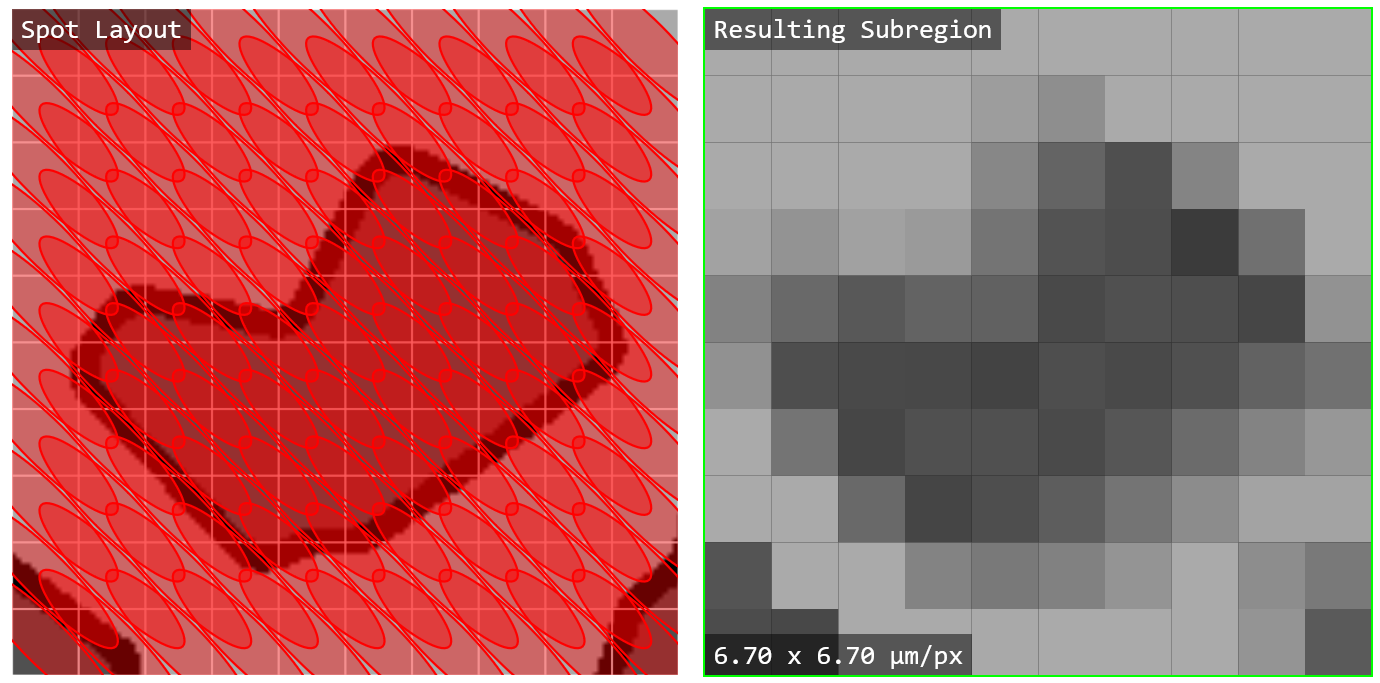 Spot Layout
Resulting Subregion
6.70 x 6.70 µm/px